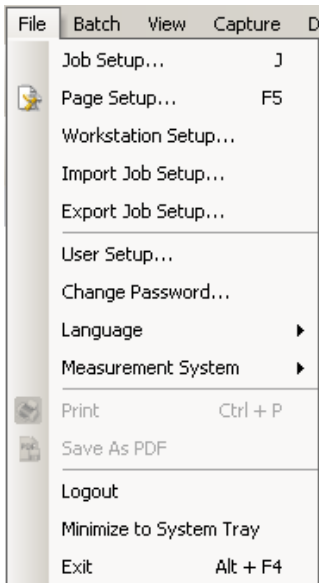 File Batch View Capture D
Job Setup... J
Page Setup... F5
Workstation Setup...
Import Job Setup...
Export Job Setup...
User Setup...
Change Password...
Language
Measurement System
Print Ctrl + P
Save As PDF
Logout
Minimize to System Tray
Exit Alt + F4